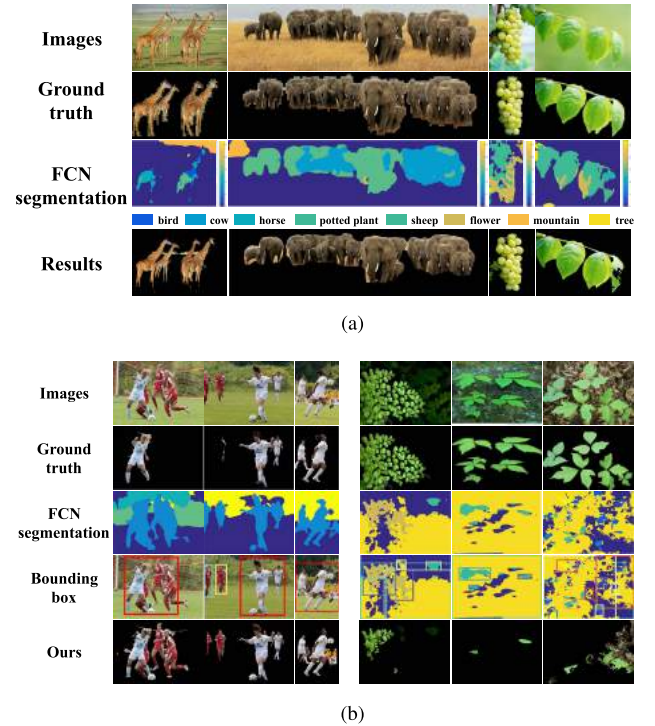 Images
Ground
truth
FCN
segmentation
bird cow horse potted plant sheep flower mountain tree
Results
(a)
Images
Ground
truth
FCN
segmentation
Bounding
box
Ours
(b)